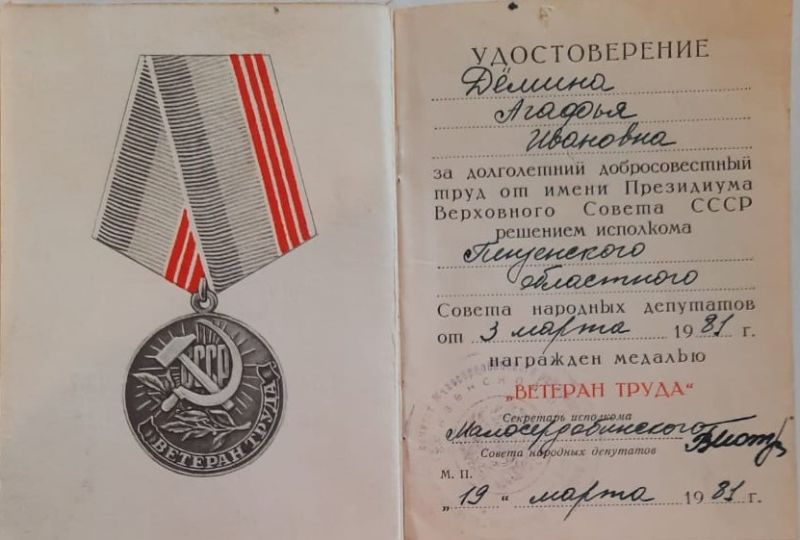 СССР
ВЕТЕРАН ТРУДА
УДОСТОВЕРЕНИЕ
Дёмина
Агафья
Ивановна
за долголетний добросовестный
труд от имени Президиума
Верховного Совета СССР
решением исполкома
Пензенского
областного
Совета народных депутатов
от 3 марта 1981 г.
награжден медалью
„ВЕТЕРАН ТРУДА“
Секретарь исполкома
Малосердобинского
Совета народных депутатов
М. П.
„19“ марта 1981 г.